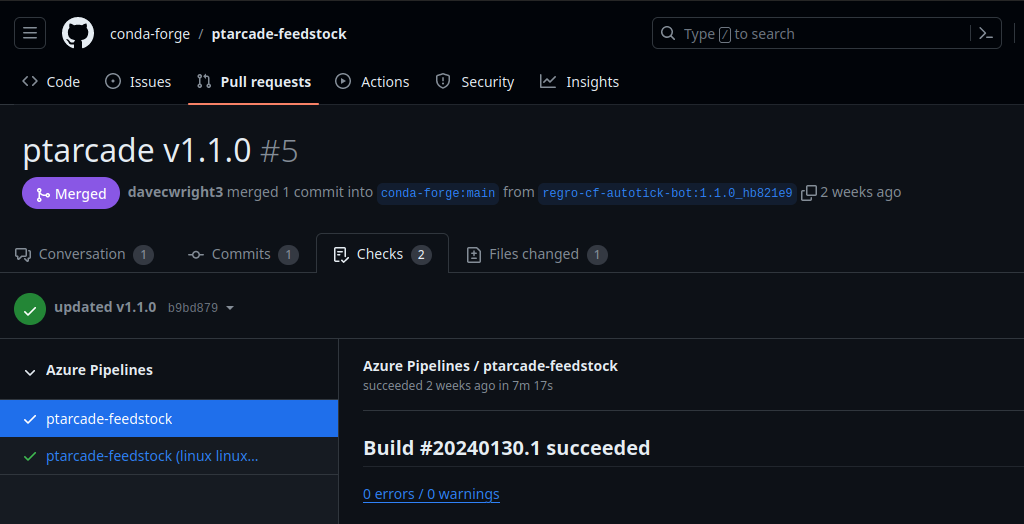 conda-forge / ptarcade-feedstock
Type / to search
Code Issues Pull requests Actions Security Insights
ptarcade v1.1.0 #5
Merged davecwright3 merged 1 commit into conda-forge:main from regro-cf-autotick-bot:1.1.0_hb821e9 2 weeks ago
Conversation 1 Commits 1 Checks 2 Files changed 1
updated v1.1.0 b9bd879
Azure Pipelines
ptarcade-feedstock
ptarcade-feedstock (linux linux...
Azure Pipelines / ptarcade-feedstock
succeeded 2 weeks ago in 7m 17s
Build #20240130.1 succeeded
0 errors / 0 warnings